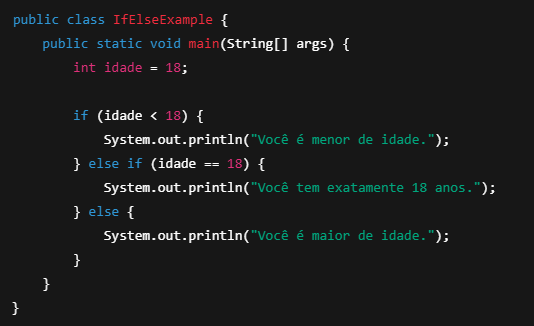 public class IfElseExample {
    public static void main(String[] args) {
        int idade = 18;

        if (idade < 18) {
            System.out.println("Você é menor de idade.");
        } else if (idade == 18) {
            System.out.println("Você tem exatamente 18 anos.");
        } else {
            System.out.println("Você é maior de idade.");
        }
    }
}